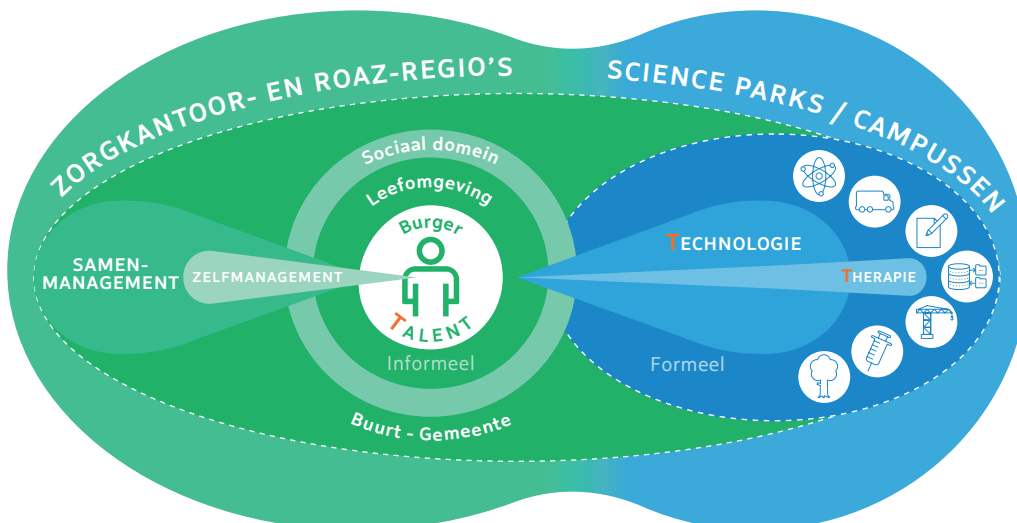 ZORGKANTOOR- EN ROAZ-REGIO'S
SCIENCE PARKS / CAMPUSSEN
Sociaal domein
Leefomgeving
Burger
TALENT
Informeel
Buurt - Gemeente
SAMEN-
MANAGEMENT
ZELFMANAGEMENT
TECHNOLOGIE
THERAPIE
Formeel